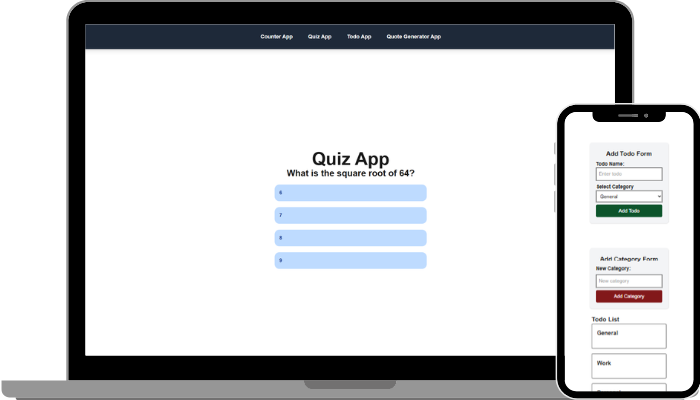 Counter App Quiz App Todo App Quote Generator App
Quiz App
What is the square root of 64?
6
7
8
9
Add Todo Form
Todo Name:
Enter todo
Select Category
General
Add Todo
Add Category Form
New Category:
New category
Add Category
Todo List
General
Work